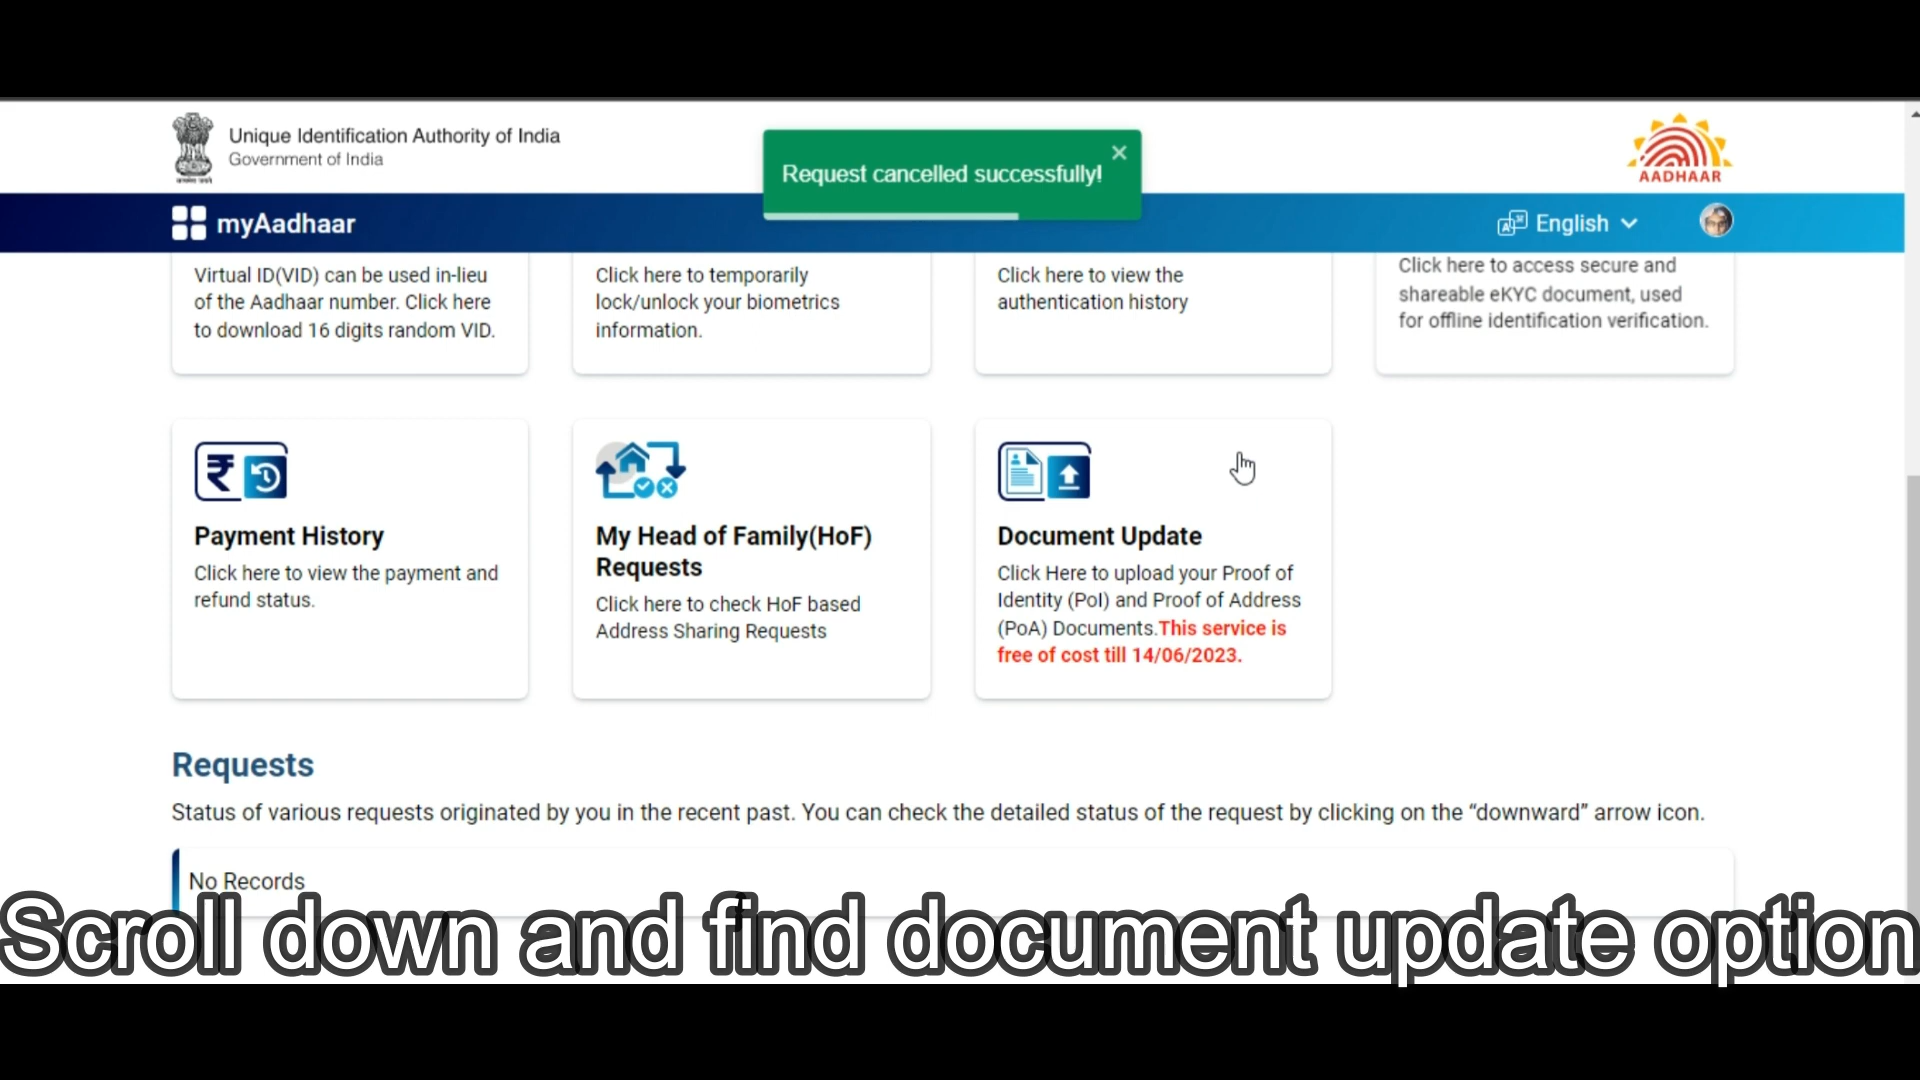 Unique Identification Authority of India
Government of India
Request cancelled successfully!
AADHAAR
myAadhaar
English
Virtual ID(VID) can be used in-lieu
of the Aadhaar number. Click here
to download 16 digits random VID.
Click here to temporarily
lock/unlock your biometrics
information.
Click here to view the
authentication history
Click here to access secure and
shareable eKYC document, used
for offline identification verification.
Payment History
Click here to view the payment and
refund status.
My Head of Family(HoF)
Requests
Click here to check HoF based
Address Sharing Requests
Document Update
Click Here to upload your Proof of
Identity (PoI) and Proof of Address
(PoA) Documents.This service is
free of cost till 14/06/2023.
Requests
Status of various requests originated by you in the recent past. You can check the detailed status of the request by clicking on the “downward” arrow icon.
No Records
Scroll down and find document update option